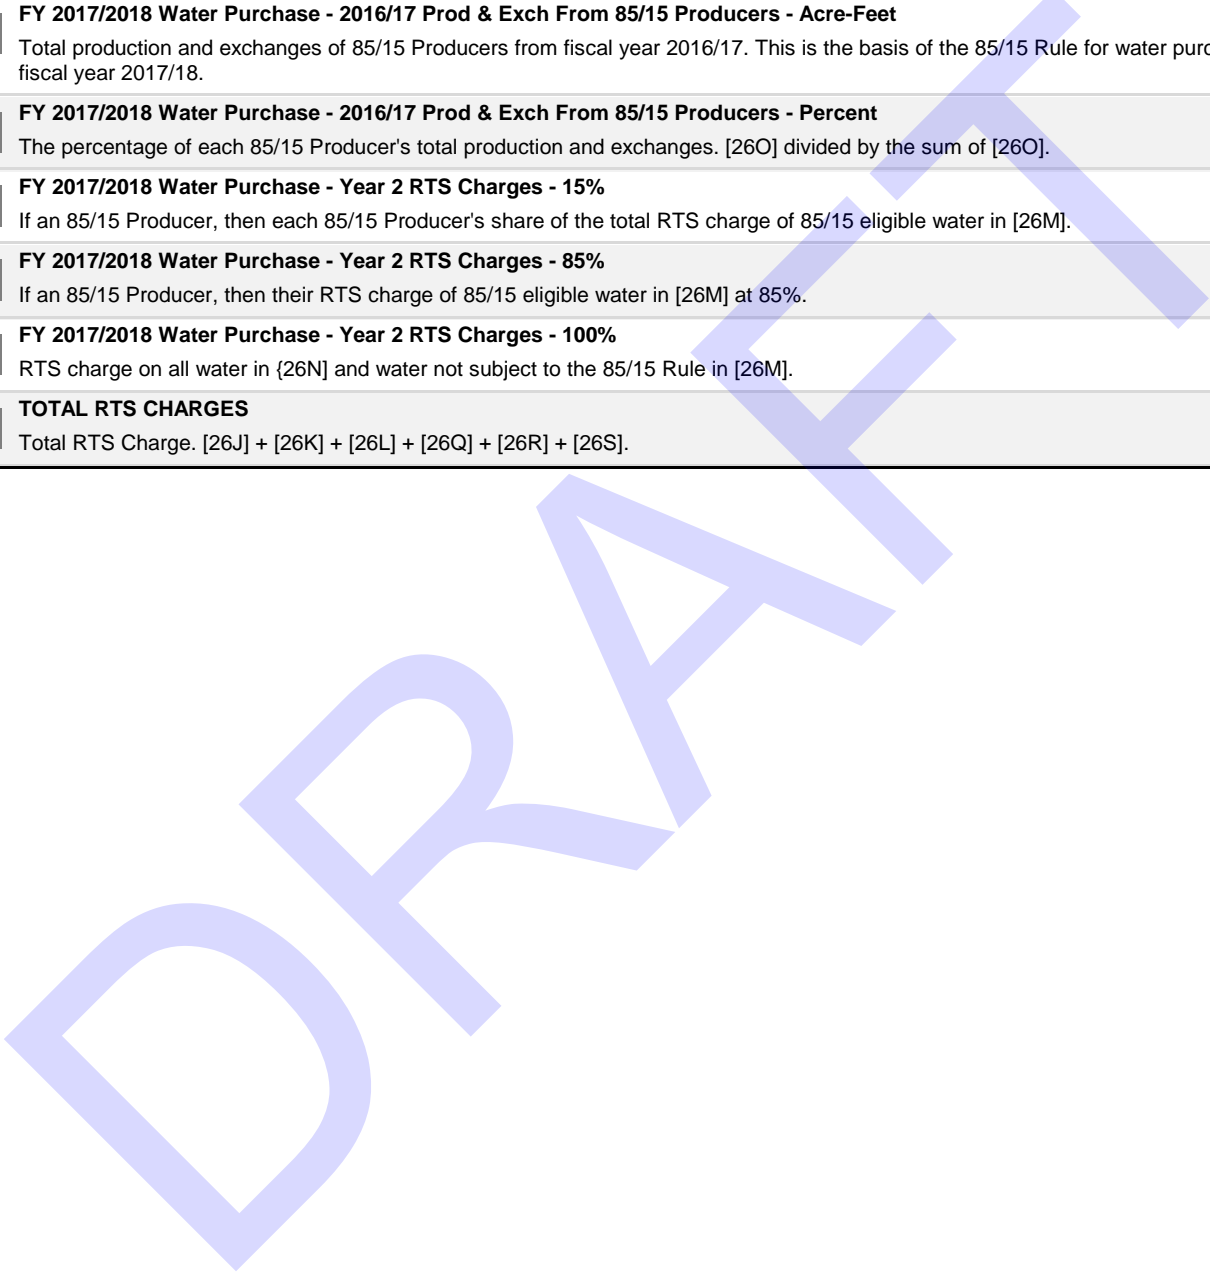 FY 2017/2018 Water Purchase - 2016/17 Prod & Exch From 85/15 Producers - Acre-Feet
Total production and exchanges of 85/15 Producers from fiscal year 2016/17. This is the basis of the 85/15 Rule for water
fiscal year 2017/18.
FY 2017/2018 Water Purchase - 2016/17 Prod & Exch From 85/15 Producers - Percent
The percentage of each 85/15 Producer's total production and exchanges. [26O] divided by the sum of [26O].
FY 2017/2018 Water Purchase - Year 2 RTS Charges - 15%
If an 85/15 Producer, then each 85/15 Producer's share of the total RTS charge of 85/15 eligible water in [26M].
FY 2017/2018 Water Purchase - Year 2 RTS Charges - 85%
If an 85/15 Producer, then their RTS charge of 85/15 eligible water in [26M] at 85%.
FY 2017/2018 Water Purchase - Year 2 RTS Charges - 100%
RTS charge on all water in {26N] and water not subject to the 85/15 Rule in [26M].
TOTAL RTS CHARGES
Total RTS Charge. [26J] + [26K] + [26L] + [26Q] + [26R] + [26S].
DRAFT